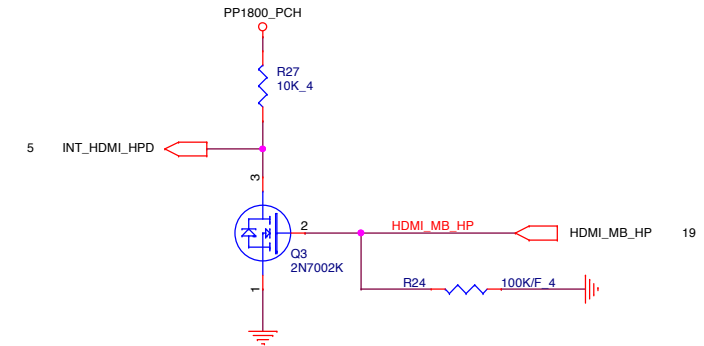 PP1800_PCH
R27
10K_4
5 INT_HDMI_HPD
3
2
HDMI_MB_HP
HDMI_MB_HP 19
Q3
2N7002K
R24 100K/F_4
1